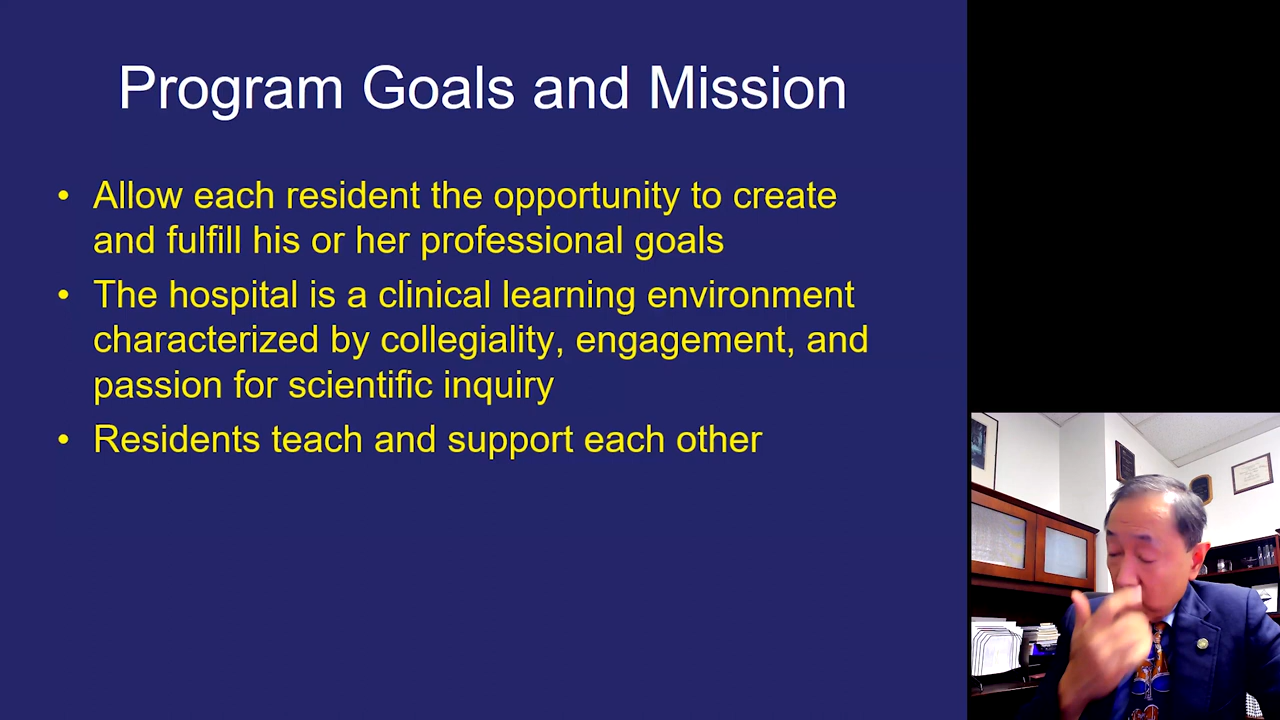 Program Goals and Mission
• Allow each resident the opportunity to create
and fulfill his or her professional goals
• The hospital is a clinical learning environment
characterized by collegiality, engagement, and
passion for scientific inquiry
• Residents teach and support each other